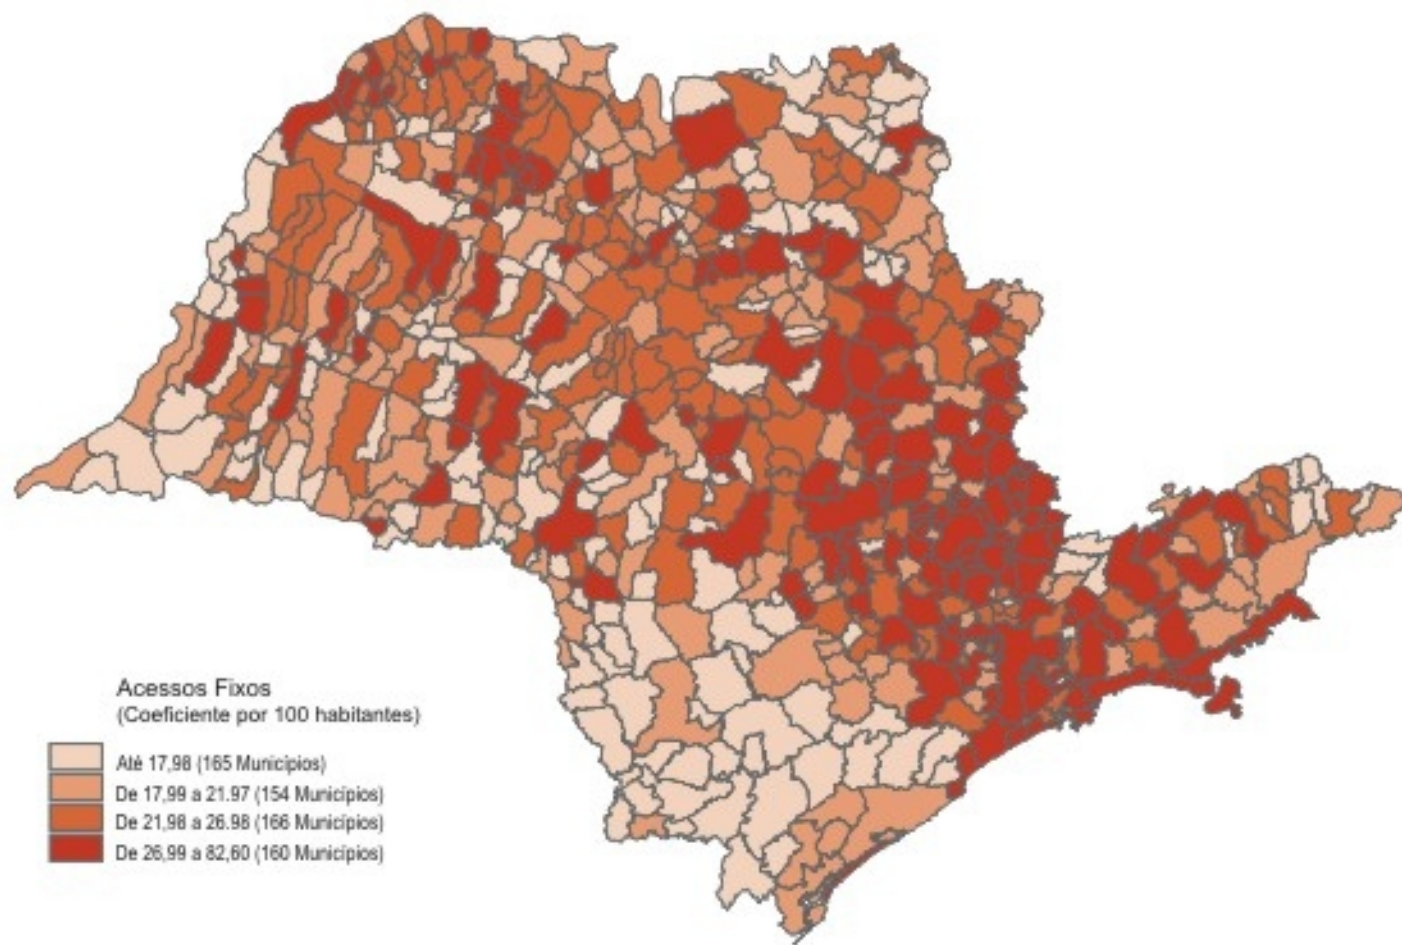 Acessos Fixos
(Coeficiente por 100 habitantes)
Até 17,98 (165 Municípios)
De 17,99 a 21.97 (154 Municípios)
De 21,98 a 26.98 (166 Municípios)
De 26,99 a 82,60 (160 Municípios)